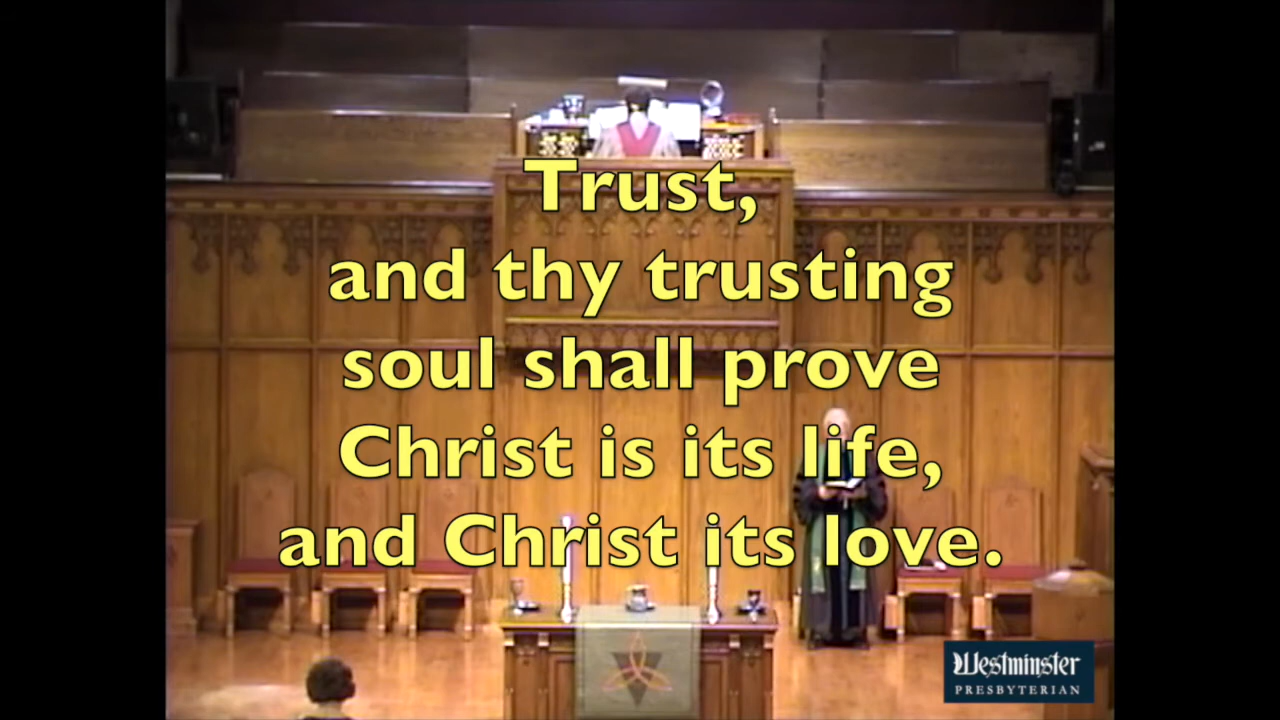 Trust,
and thy trusting
soul shall prove
Christ is its life,
and Christ its love.
Westminster
PRESBYTERIAN